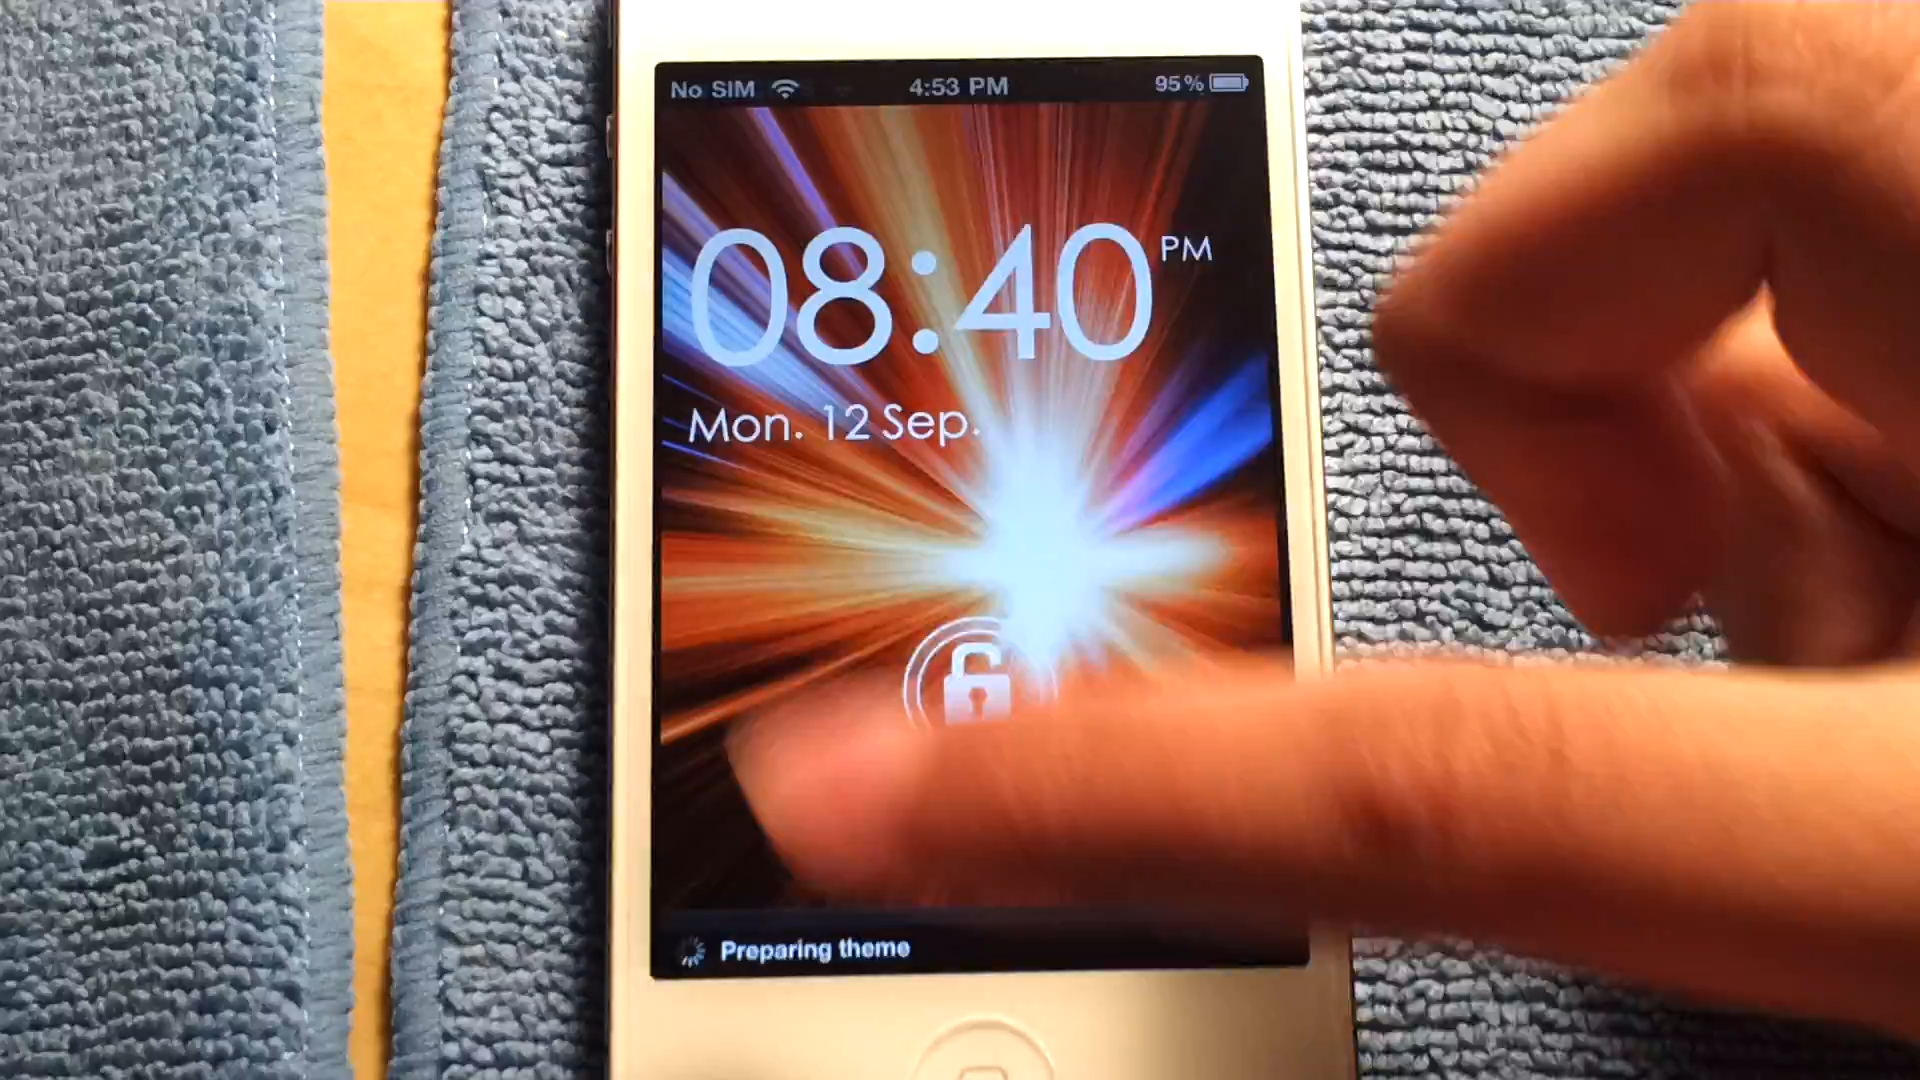 No SIM 4:53 PM 95%
08:40 PM
Mon. 12 Sep.
Preparing theme